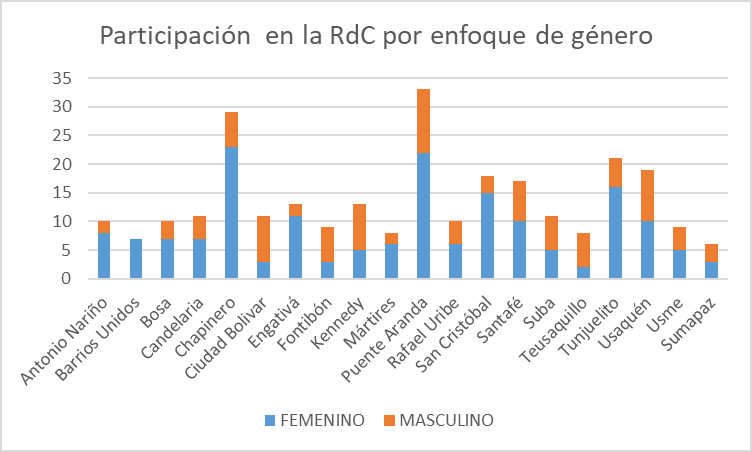 Participación  en la RdC por enfoque de género
35
30
25
20
15
10
5
0
Antonio Nariño
Barrios Unidos
Bosa
Candelaria
Chapinero
Ciudad Bolivar
Engativá
Fontibón
Kennedy
Mártires
Puente Aranda
Rafael Uribe
San Cristóbal
Santafé
Suba
Teusaquillo
Tunjuelito
Usaquén
Usme
Sumapaz
FEMENINO MASCULINO